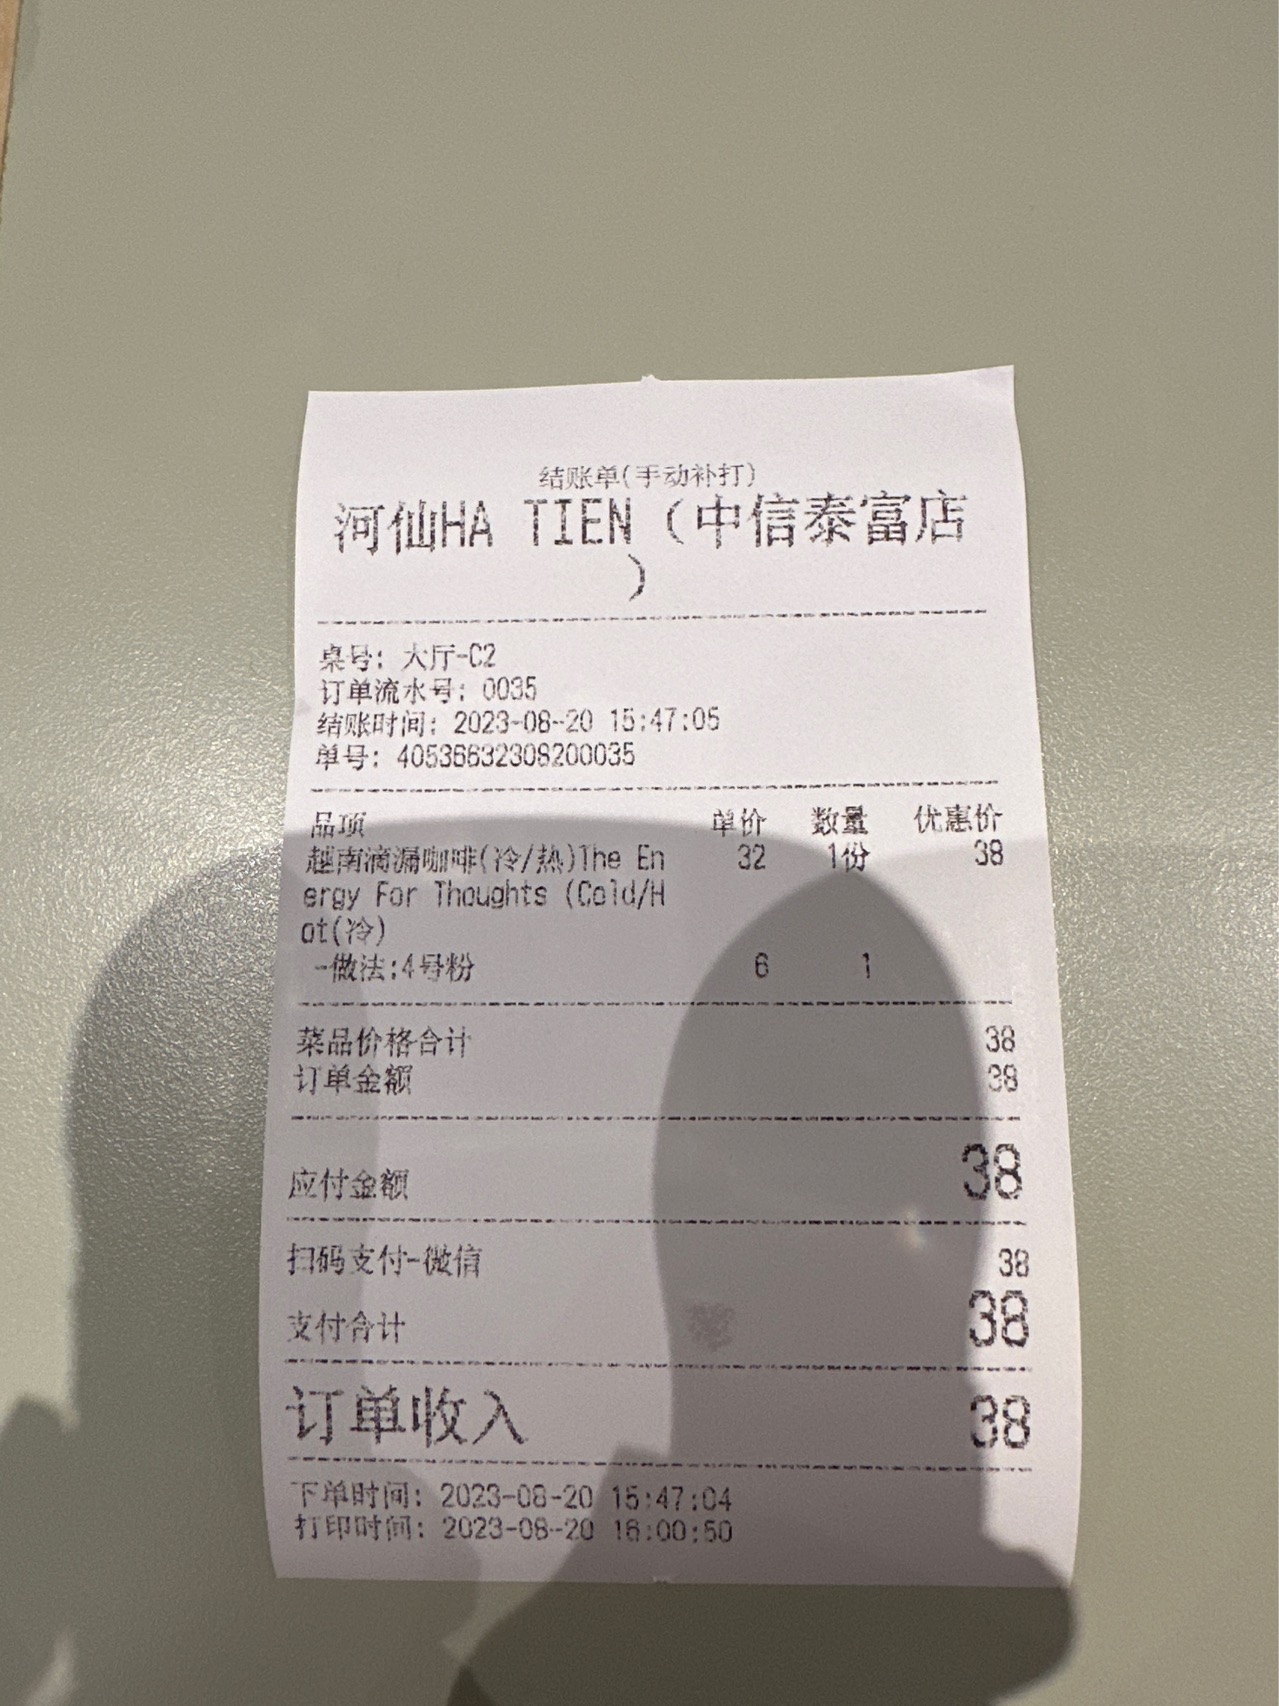 结账单(手动补打)
河仙HA TIEN（中信泰富店
）
桌号: 大厅-C2
订单流水号: 0035
结账时间: 2023-08-20 15:47:05
单号: 40536632308200035
品项 单价 数量 优惠价
越南滴漏咖啡(冷/热)The En 32 1份 38
ergy For Thoughts (Cold/H
ot(冷)
-做法:4号粉 6 1
菜品价格合计 38
订单金额 38
应付金额 38
扫码支付-微信 38
支付合计 38
订单收入 38
下单时间: 2023-08-20 15:47:04
打印时间: 2023-08-20 16:00:50